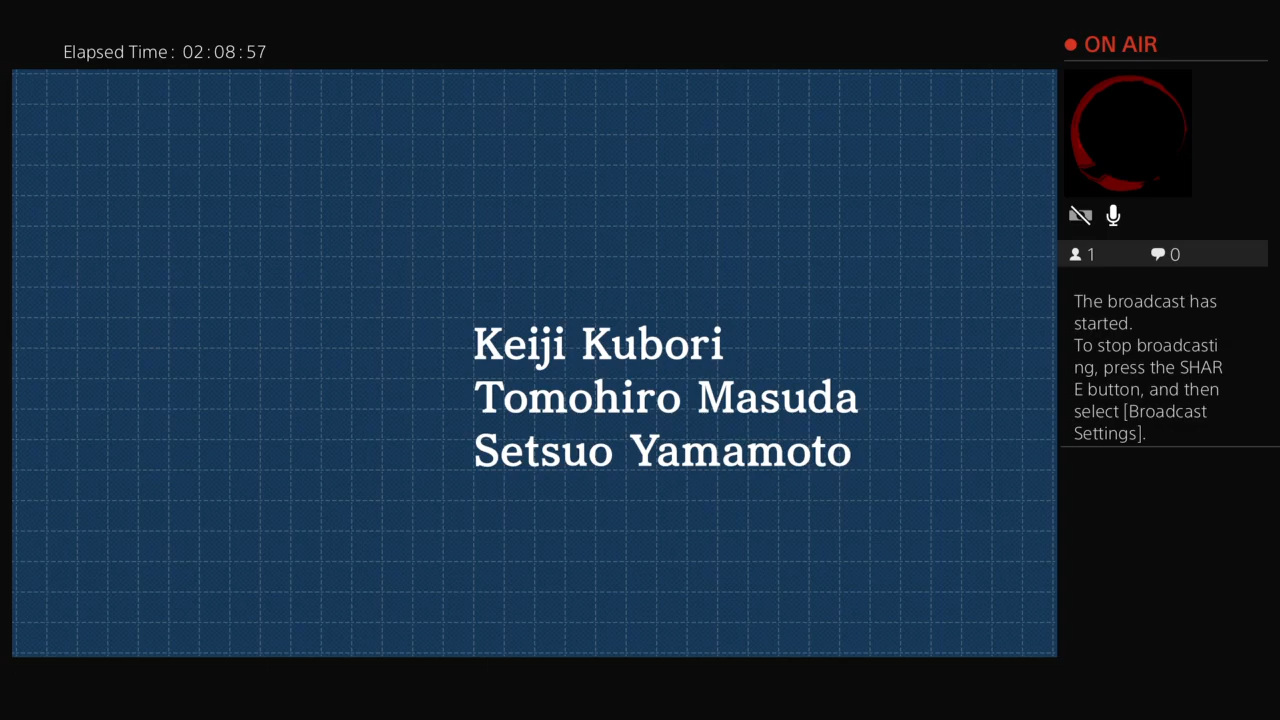 Elapsed Time: 02:08:57
ON AIR
1 0
Keiji Kubori
Tomohiro Masuda
Setsuo Yamamoto
The broadcast has
started.
To stop broadcasti
ng, press the SHAR
E button, and then
select [Broadcast
Settings].